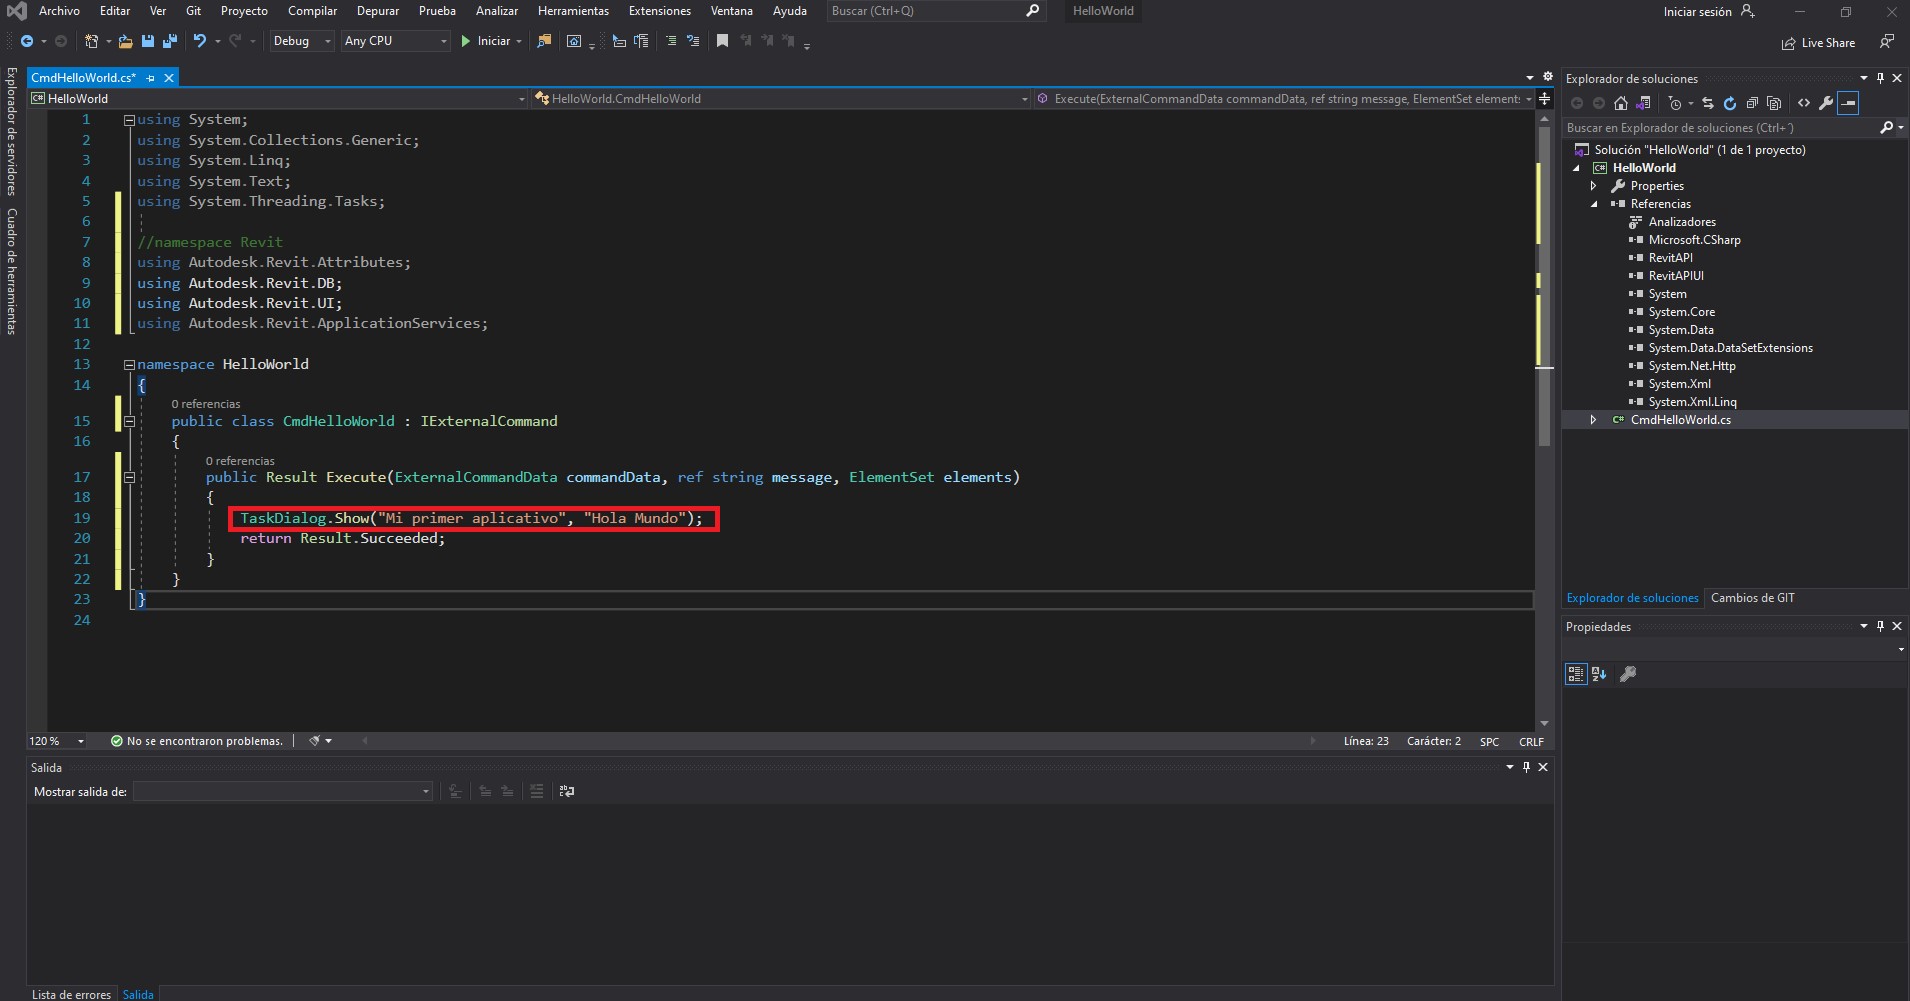 Archivo Editar Ver Git Proyecto Compilar Depurar Prueba Analizar Herramientas Extensiones Ventana Ayuda Buscar (Ctrl+Q) HelloWorld Iniciar sesión
Debug Any CPU Iniciar Live Share
Explorador de servidores
Cuadro de herramientas
CmdHelloWorld.cs*
HelloWorld HelloWorld.CmdHelloWorld Execute(ExternalCommandData commandData, ref string message, ElementSet elements
1 using System;
2 using System.Collections.Generic;
3 using System.Linq;
4 using System.Text;
5 using System.Threading.Tasks;
6
7 //namespace Revit
8 using Autodesk.Revit.Attributes;
9 using Autodesk.Revit.DB;
10 using Autodesk.Revit.UI;
11 using Autodesk.Revit.ApplicationServices;
12
13 namespace HelloWorld
14 {
0 referencias
15 public class CmdHelloWorld : IExternalCommand
16 {
0 referencias
17 public Result Execute(ExternalCommandData commandData, ref string message, ElementSet elements)
18 {
19 TaskDialog.Show("Mi primer aplicativo", "Hola Mundo");
20 return Result.Succeeded;
21 }
22 }
23 }
24
120 % No se encontraron problemas. Línea: 23 Carácter: 2 SPC CRLF
Salida
Mostrar salida de:
Lista de errores Salida
Explorador de soluciones
Buscar en Explorador de soluciones (Ctrl+´)
Solución "HelloWorld" (1 de 1 proyecto)
C# HelloWorld
Properties
Referencias
Analizadores
Microsoft.CSharp
RevitAPI
RevitAPIUI
System
System.Core
System.Data
System.Data.DataSetExtensions
System.Net.Http
System.Xml
System.Xml.Linq
C# CmdHelloWorld.cs
Explorador de soluciones Cambios de GIT
Propiedades